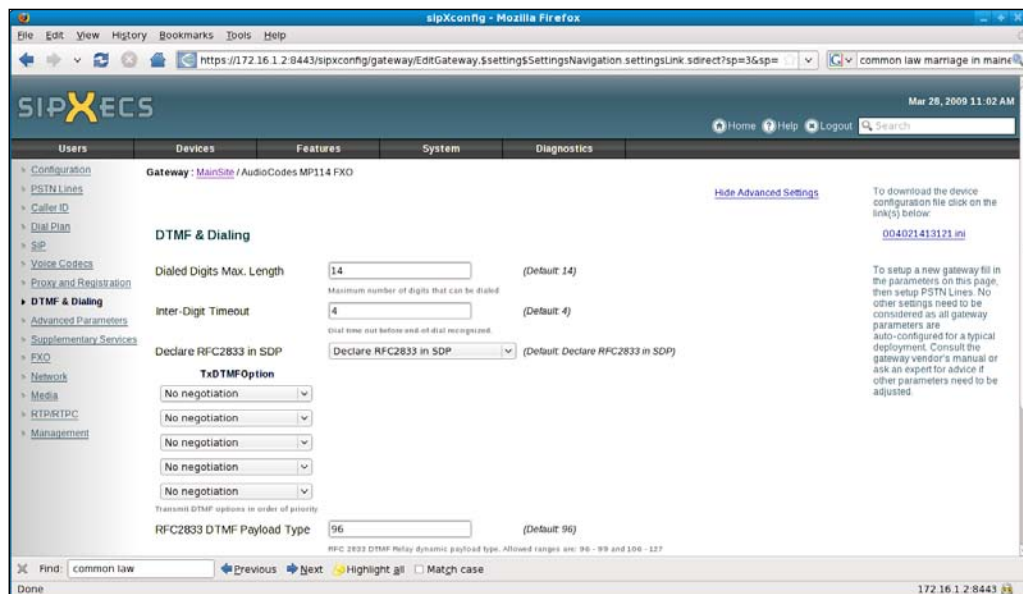 sipXconfig - Mozilla Firefox
File Edit View History Bookmarks Tools Help
https://172.16.1.2:8443/sipxconfig/gateway/EditGateway,$setting$SettingsNavigation.settingsLink.sdirect?sp=3&sp= common law marriage in maine
SIPXECS
Mar 28, 2009 11:02 AM
Home Help Logout Search
Users Devices Features System Diagnostics
Configuration
PSTN Lines
Caller ID
Dial Plan
SIP
Voice Codecs
Proxy and Registration
DTMF & Dialing
Advanced Parameters
Supplementary Services
FXO
Network
Media
RTP/RTPC
Management
Gateway : MainSite / AudioCodes MP114 FXO
Hide Advanced Settings
DTMF & Dialing
Dialed Digits Max. Length 14 (Default: 14)
Maximum number of digits that can be dialed
Inter-Digit Timeout 4 (Default: 4)
Dial time out before end-of-dial recognized.
Declare RFC2833 in SDP Declare RFC2833 in SDP (Default: Declare RFC2833 in SDP)
TxDTMFOption
No negotiation
No negotiation
No negotiation
No negotiation
No negotiation
Transmit DTMF options in order of priority
RFC2833 DTMF Payload Type 96 (Default: 96)
RFC 2833 DTMF Relay dynamic payload type. Allowed ranges are: 96 - 99 and 106 - 127
To download the device
configuration file click on the
link(s) below:
004021413121.ini
To setup a new gateway fill in
the parameters on this page,
then setup PSTN Lines. No
other settings need to be
considered as all gateway
parameters are
auto-configured for a typical
deployment. Consult the
gateway vendor's manual or
ask an expert for advice if
other parameters need to be
adjusted.
Find: common law Previous Next Highlight all Match case
Done 172.16.1.2:8443